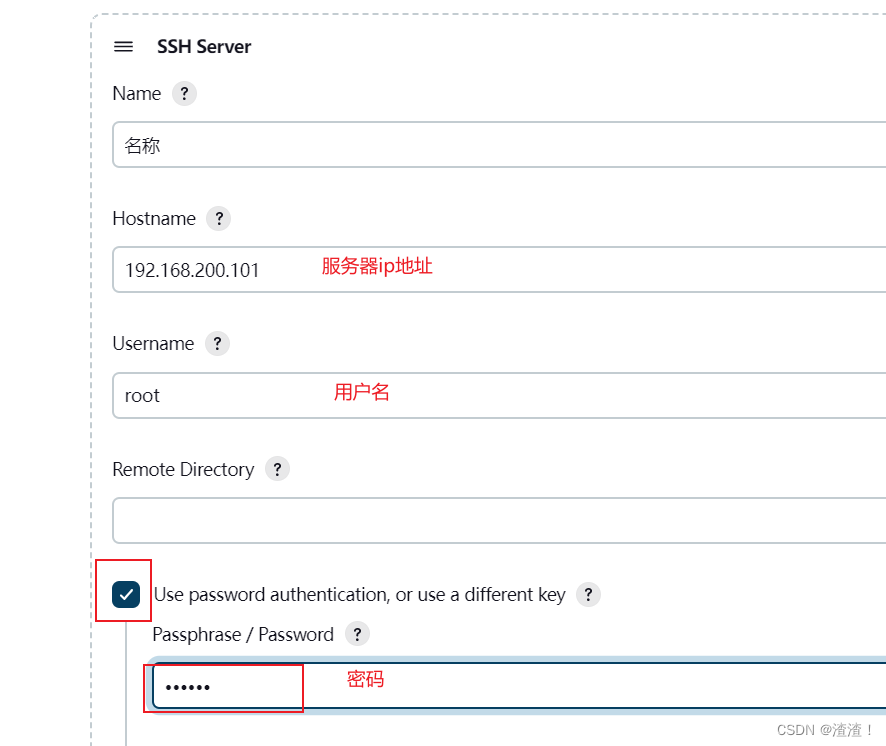 SSH Server
Name ?
名称
Hostname ?
192.168.200.101 服务器ip地址
Username ?
root 用户名
Remote Directory ?
Use password authentication, or use a different key ?
Passphrase / Password ?
•••••• 密码
CSDN @渣渣！